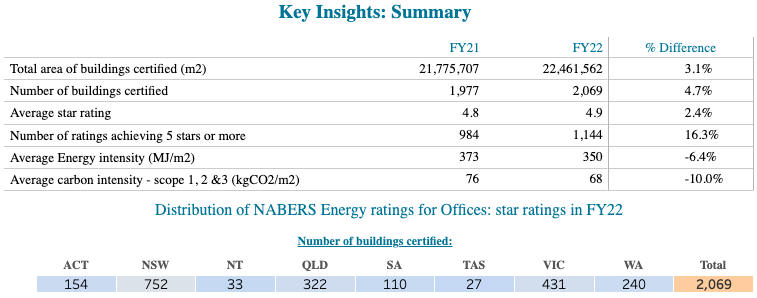 Key Insights: Summary
FY21 FY22 % Difference
Total area of buildings certified (m2) 21,775,707 22,461,562 3.1%
Number of buildings certified 1,977 2,069 4.7%
Average star rating 4.8 4.9 2.4%
Number of ratings achieving 5 stars or more 984 1,144 16.3%
Average Energy intensity (MJ/m2) 373 350 -6.4%
Average carbon intensity - scope 1, 2 &3 (kgCO2/m2) 76 68 -10.0%
Distribution of NABERS Energy ratings for Offices: star ratings in FY22
Number of buildings certified:
ACT NSW NT QLD SA TAS VIC WA Total
154 752 33 322 110 27 431 240 2,069